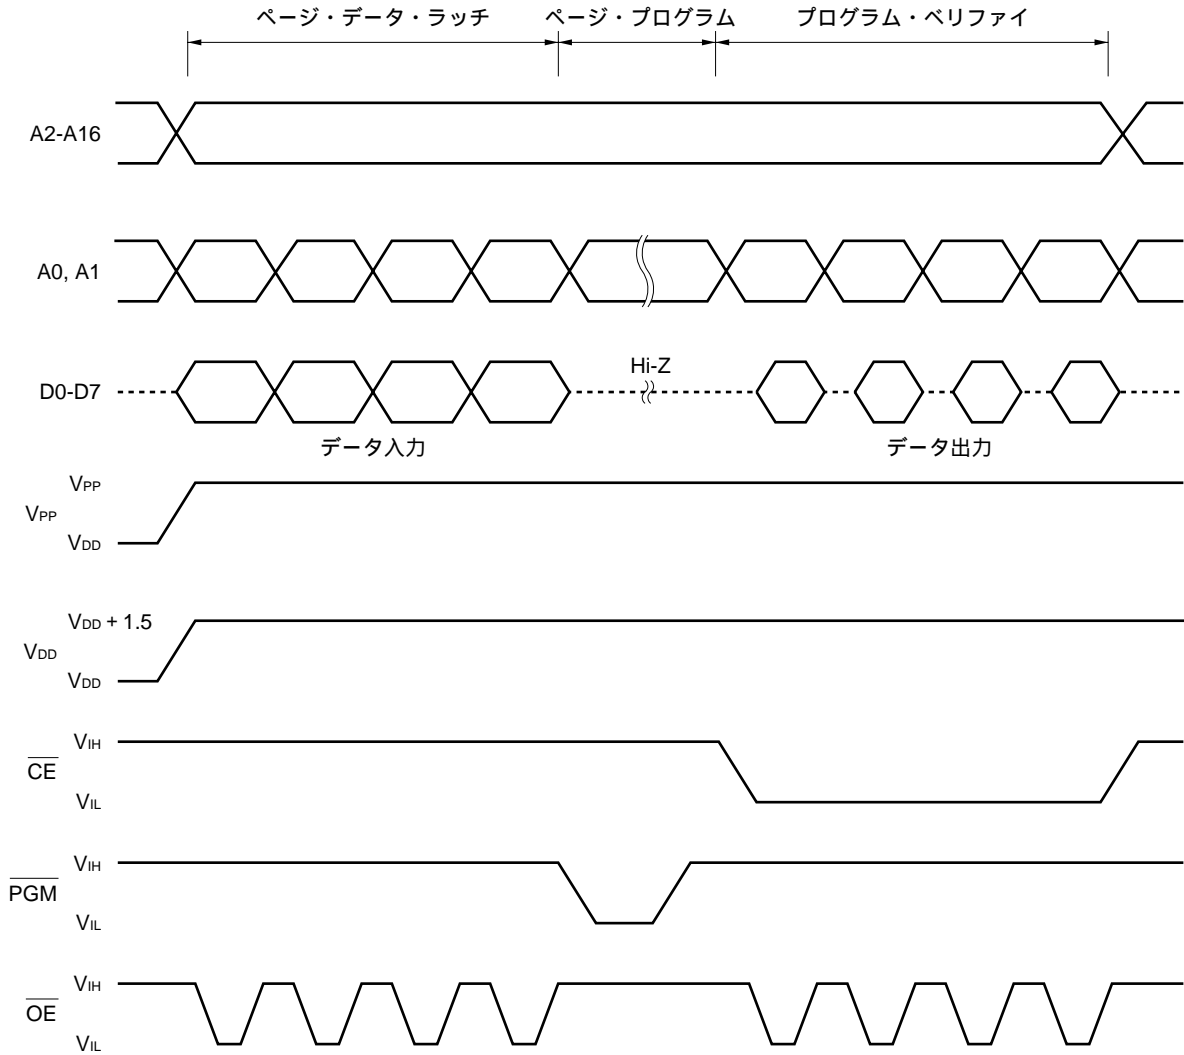 ページ・データ・ラッチ ページ・プログラム プログラム・ベリファイ
A2-A16
A0, A1
Hi-Z
D0-D7
データ入力 データ出力
VPP
VPP
VDD
VDD + 1.5
VDD
VDD
VIH
CE
VIL
VIH
PGM
VIL
VIH
OE
VIL